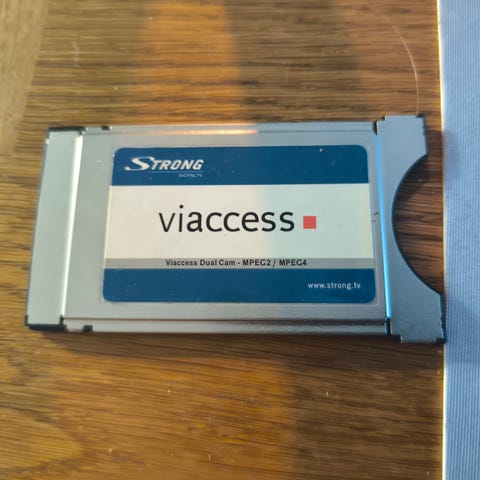 STRONG
DIGITAL TV
viaccess
Viaccess Dual Cam - MPEG2 / MPEG4
www.strong.tv